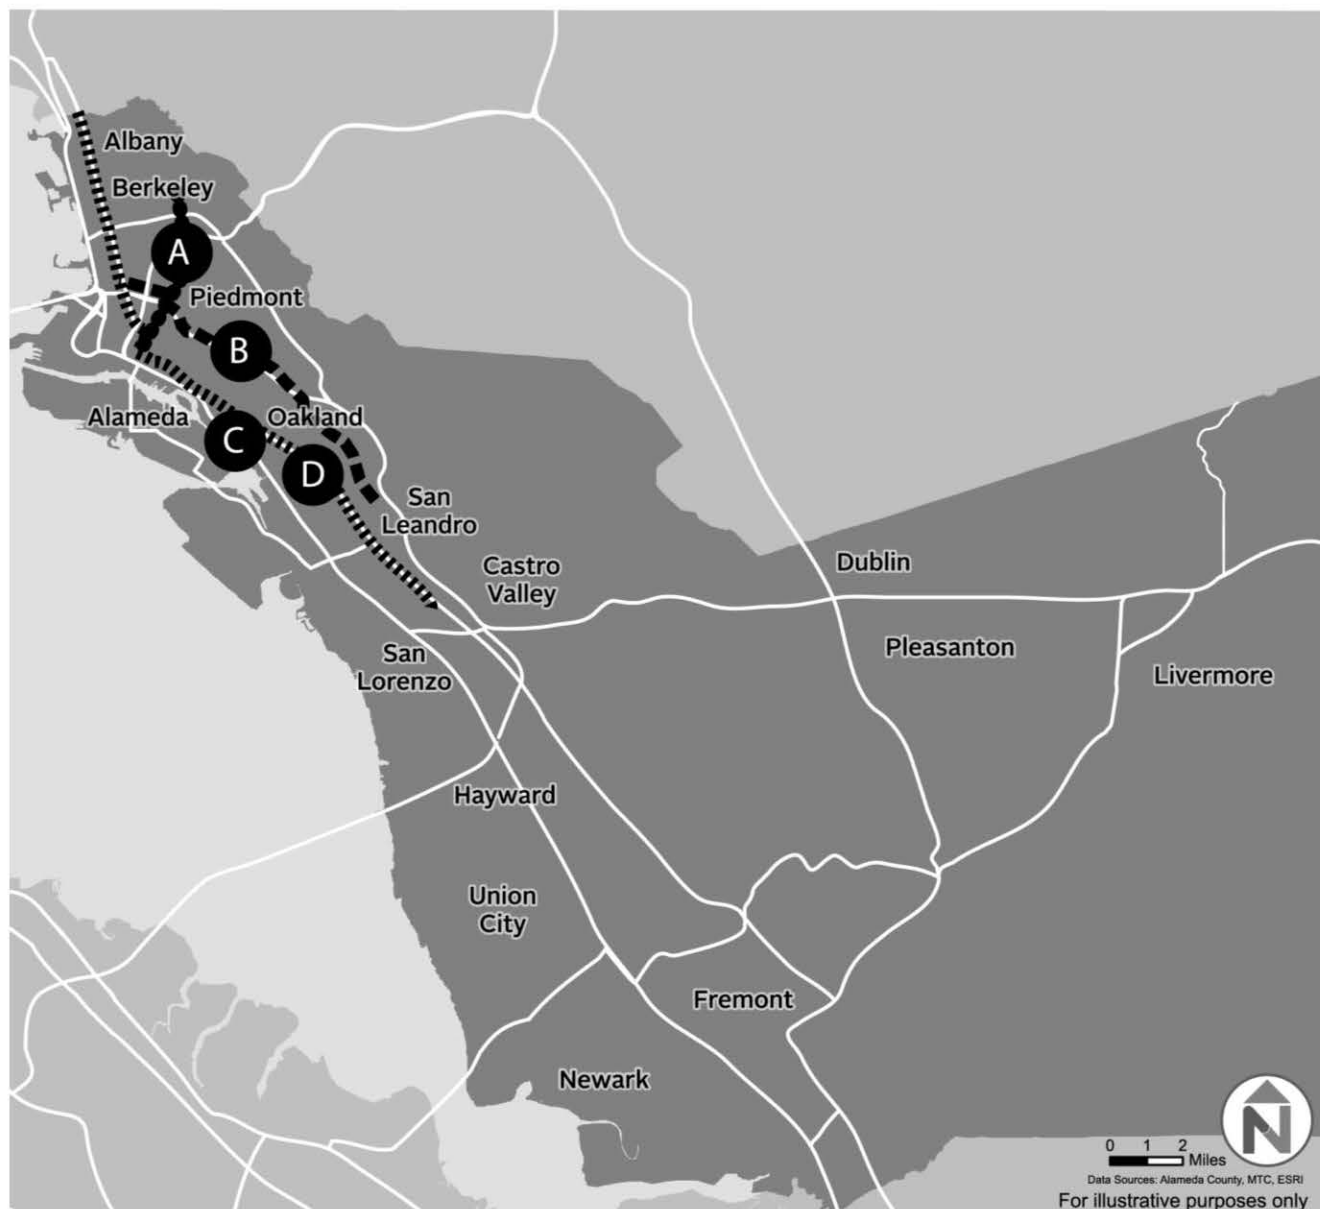 Albany
Berkeley
A
Piedmont
B
Alameda
Oakland
C
D
San
Leandro
Castro
Valley
Dublin
San
Lorenzo
Pleasanton
Livermore
Hayward
Union
City
Fremont
Newark
N
0 1 2
Miles
Data Sources: Alameda County, MTC, ESRI
For illustrative purposes only